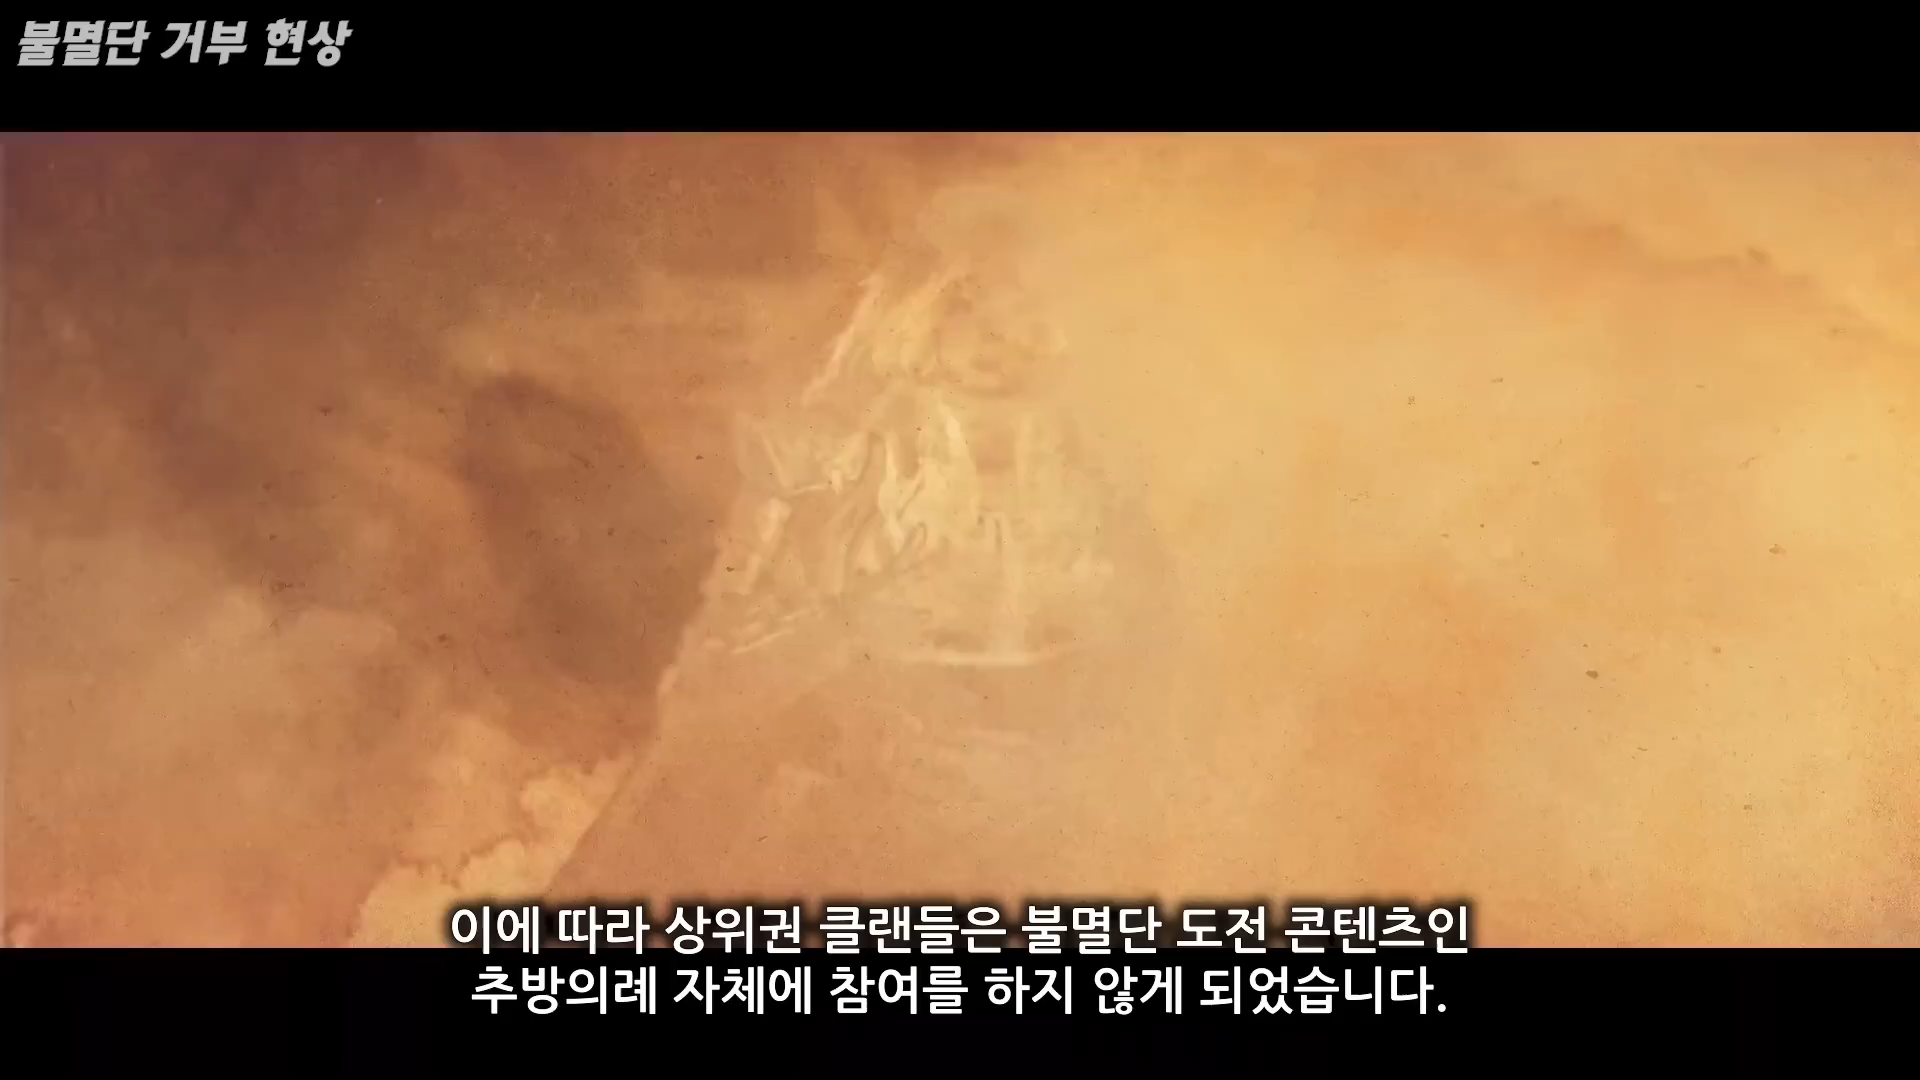 불멸단 거부 현상
이에 따라 상위권 클랜들은 불멸단 도전 콘텐츠인
추방의례 자체에 참여를 하지 않게 되었습니다.